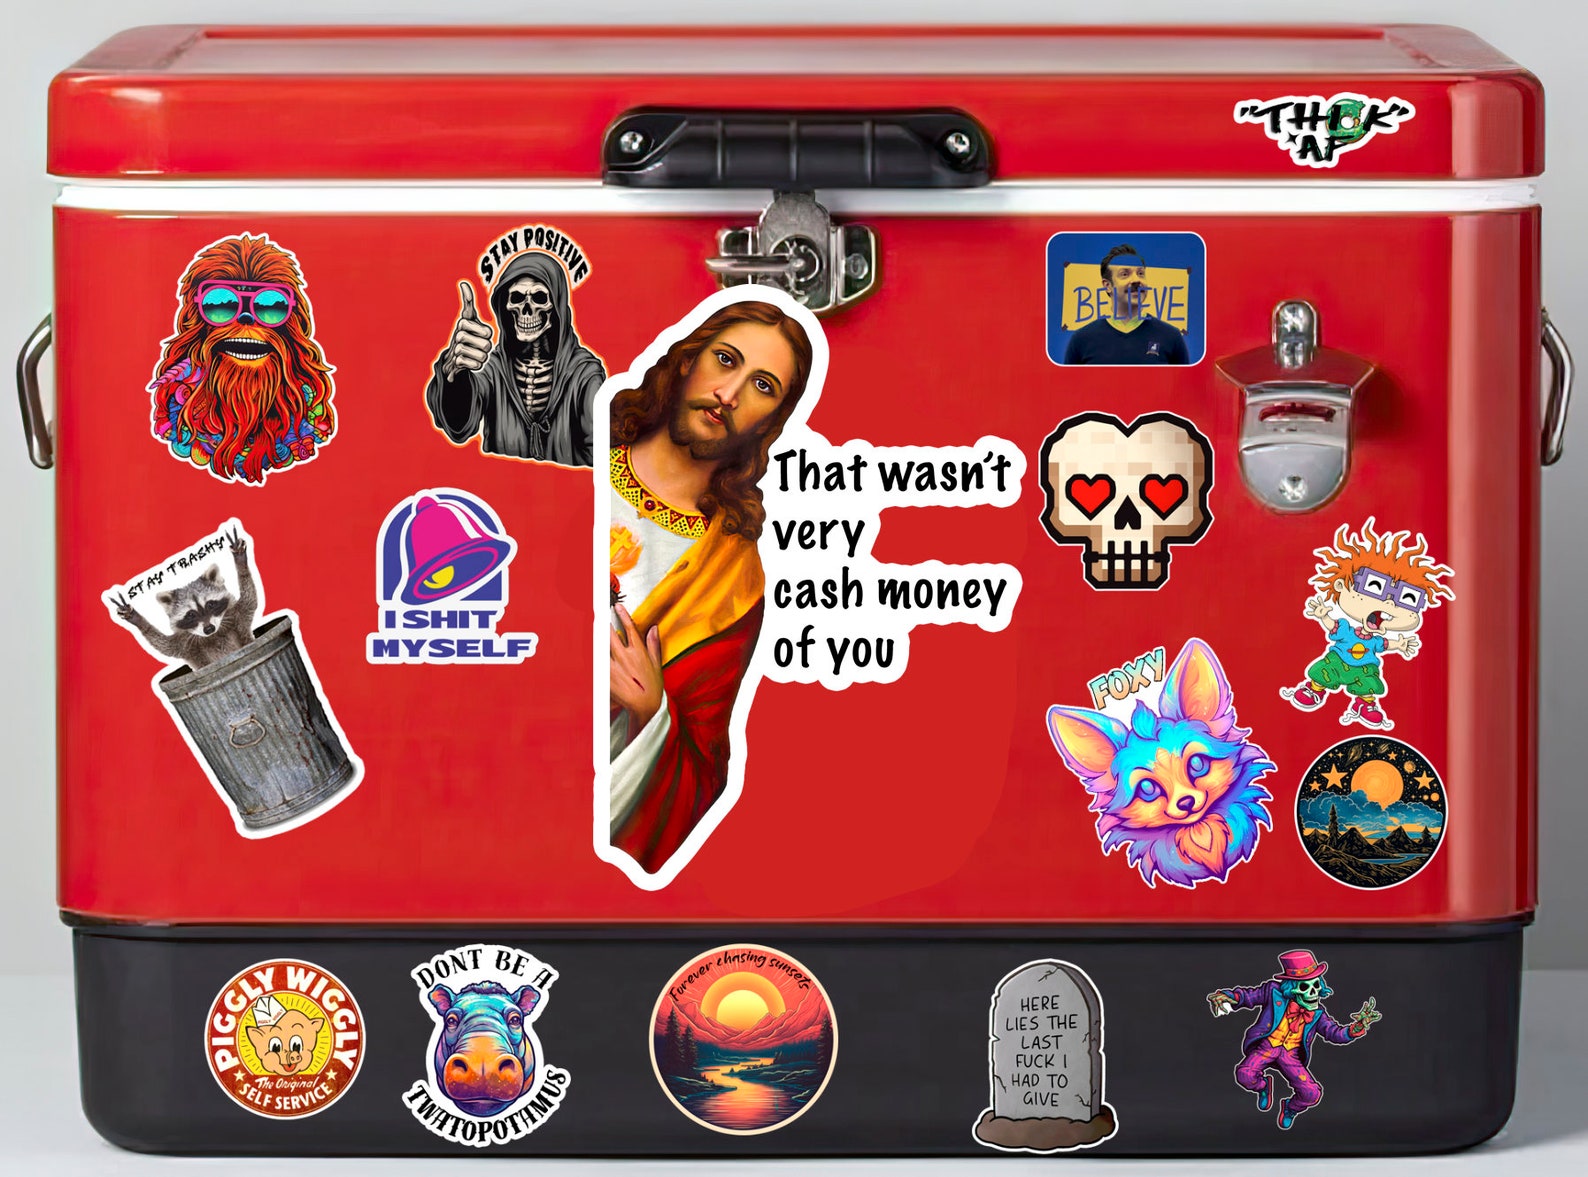 "THICK"
AF
STAY POSITIVE
BELIEVE
That wasn't
very
cash money
of you
STAY TRASHY
I SHIT
MYSELF
FOXY
PIGGLY WIGGLY
PIGGLY
The Original
SELF SERVICE
DONT BE A
TWATOPOTAMUS
Forever chasing sunsets
HERE
LIES THE
LAST
FUCK I
HAD TO
GIVE